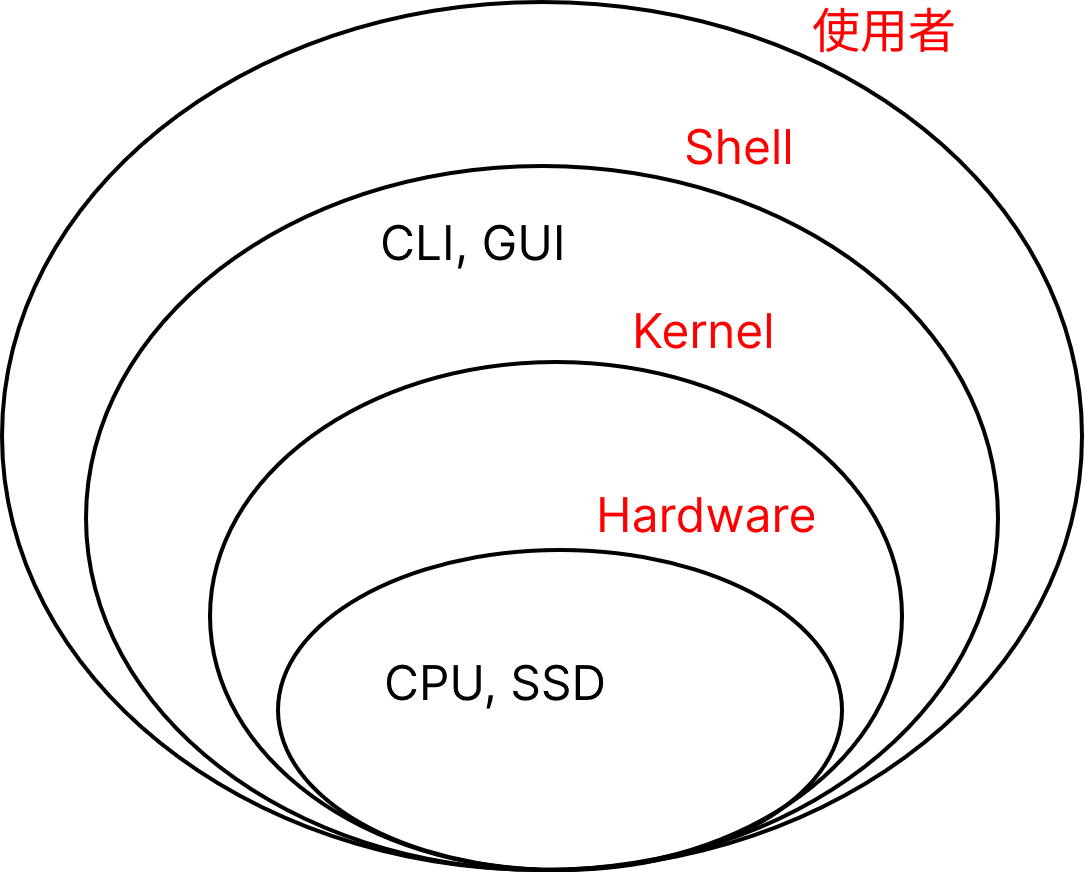 使用者
Shell
CLI, GUI
Kernel
Hardware
CPU, SSD